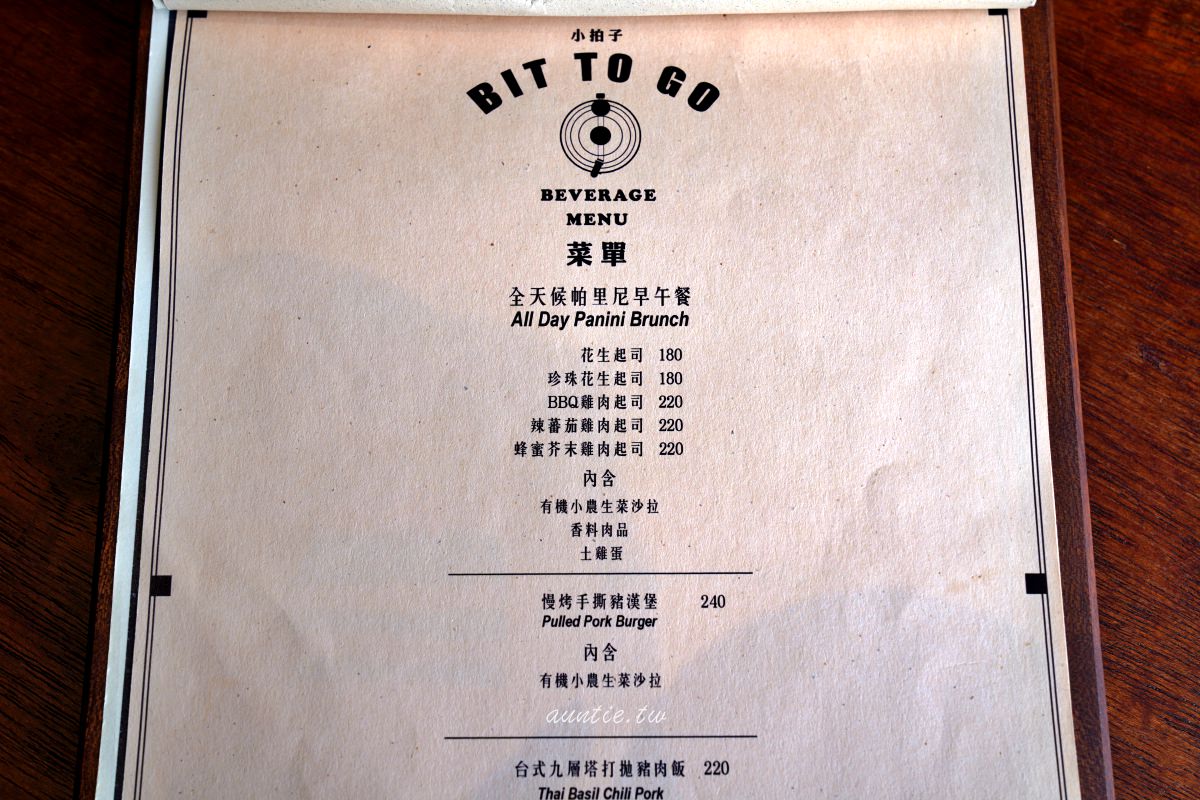 小拍子
BIT TO GO
BEVERAGE
MENU
菜單
全天候帕里尼早午餐
All Day Panini Brunch
花生起司 180
珍珠花生起司 180
BBQ雞肉起司 220
辣蕃茄雞肉起司 220
蜂蜜芥末雞肉起司 220
內含
有機小農生菜沙拉
香料肉品
土雞蛋
慢烤手撕豬漢堡 240
Pulled Pork Burger
內含
有機小農生菜沙拉
auntie.tw
台式九層塔打拋豬肉飯 220
Thai Basil Chili Pork